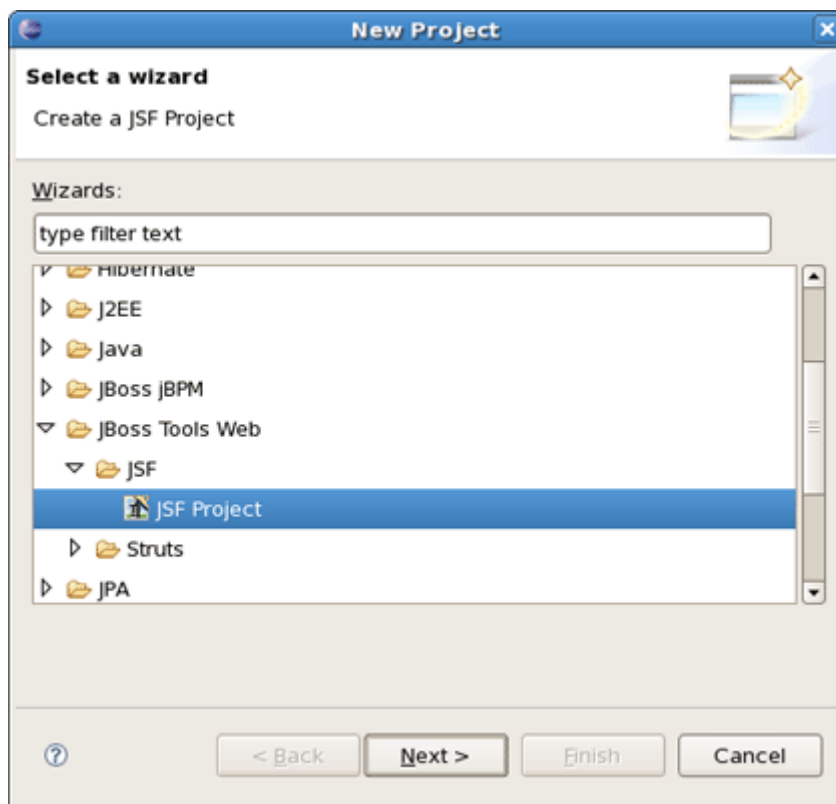 New Project
Select a wizard
Create a JSF Project
Wizards:
type filter text
Hibernate
J2EE
Java
JBoss jBPM
JBoss Tools Web
JSF
JSF Project
Struts
JPA
? < Back Next > Finish Cancel